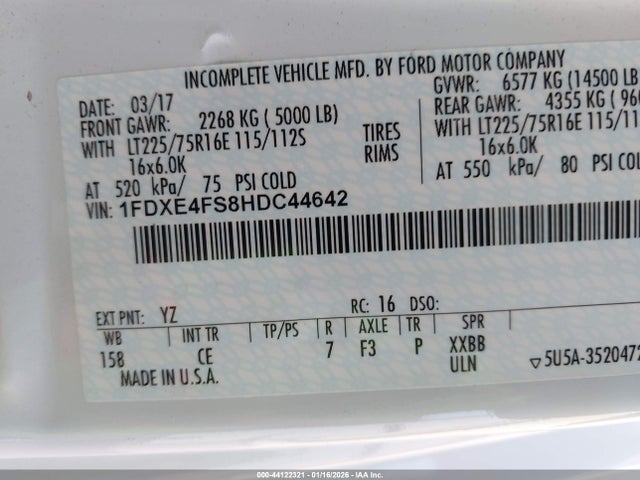 INCOMPLETE VEHICLE MFD. BY FORD MOTOR COMPANY
DATE: 03/17 GVWR: 6577 KG (14500 LB
FRONT GAWR: 2268 KG ( 5000 LB) REAR GAWR: 4355 KG ( 960
WITH LT225/75R16E 115/112S TIRES WITH LT225/75R16E 115/11
16x6.0K RIMS 16x6.0K
AT 520 kPa/ 75 PSI COLD AT 550 kPa/ 80 PSI COLD
VIN: 1FDXE4FS8HDC44642
EXT PNT: YZ RC: 16 DSO:
WB INT TR TP/PS R AXLE TR SPR
158 CE 7 F3 P XXBB
ULN
MADE IN U.S.A. ▽5U5A-3520472
000-44122321 - 01/16/2026 - IAA Inc.